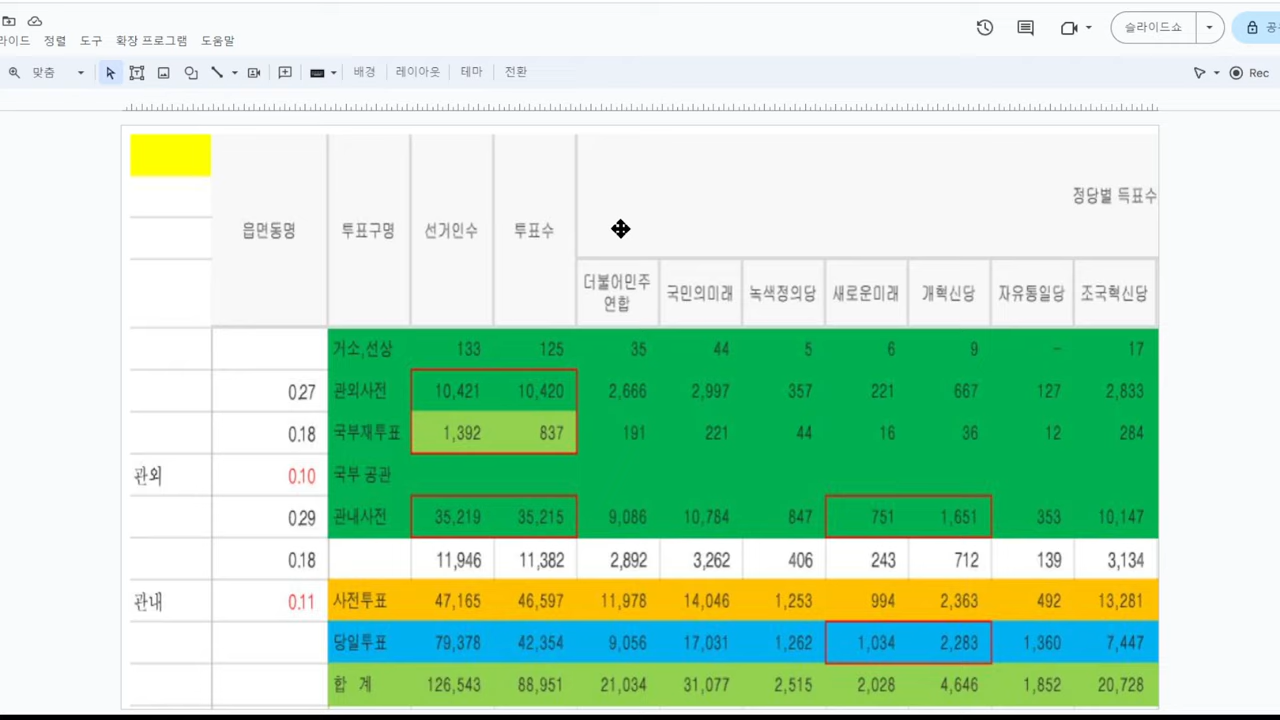 슬라이드쇼
공
라이드 정렬 도구 확장 프로그램 도움말
맞춤 배경 레이아웃 테마 전환 Rec
정당별 득표수
읍면동명 투표구명 선거인수 투표수
더불어민주
연합 국민의미래 녹색정의당 새로운미래 개혁신당 자유통일당 조국혁신당
거소,선상 133 125 35 44 5 6 9 – 17
0.27 관외사전 10,421 10,420 2,666 2,997 357 221 667 127 2,833
0.18 국부재투표 1,392 837 191 221 44 16 36 12 284
관외 0.10 국부 공관
0.29 관내사전 35,219 35,215 9,086 10,784 847 751 1,651 353 10,147
0.18 11,946 11,382 2,892 3,262 406 243 712 139 3,134
관내 0.11 사전투표 47,165 46,597 11,978 14,046 1,253 994 2,363 492 13,281
당일투표 79,378 42,354 9,056 17,031 1,262 1,034 2,283 1,360 7,447
합 계 126,543 88,951 21,034 31,077 2,515 2,028 4,646 1,852 20,728